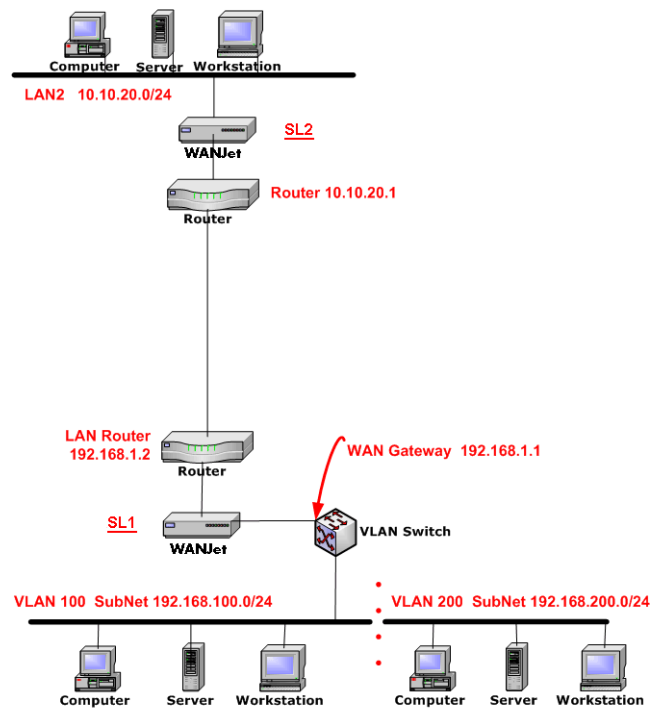 Computer Server Workstation
LAN2 10.10.20.0/24
SL2
WANJet
Router 10.10.20.1
Router
LAN Router
192.168.1.2
Router
WAN Gateway 192.168.1.1
SL1
WANJet
VLAN Switch
VLAN 100 SubNet 192.168.100.0/24
VLAN 200 SubNet 192.168.200.0/24
Computer Server Workstation
Computer Server Workstation